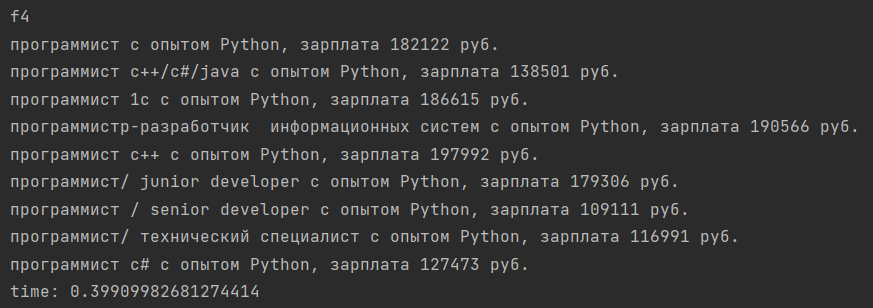 f4
программист с опытом Python, зарплата 182122 руб.
программист c++/c#/java с опытом Python, зарплата 138501 руб.
программист 1с с опытом Python, зарплата 186615 руб.
программистр-разработчик  информационных систем с опытом Python, зарплата 190566 руб.
программист c++ с опытом Python, зарплата 197992 руб.
программист/ junior developer с опытом Python, зарплата 179306 руб.
программист / senior developer с опытом Python, зарплата 109111 руб.
программист/ технический специалист с опытом Python, зарплата 116991 руб.
программист c# с опытом Python, зарплата 127473 руб.
time: 0.39909982681274414